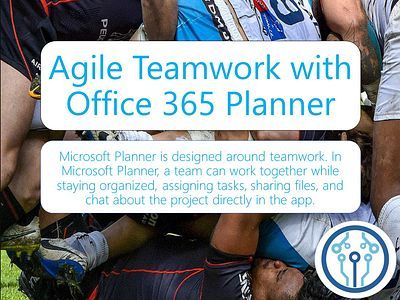 Agile Teamwork with
Office 365 Planner
Microsoft Planner is designed around teamwork. In
Microsoft Planner, a team can work together while
staying organized, assigning tasks, sharing files, and
chat about the project directly in the app.